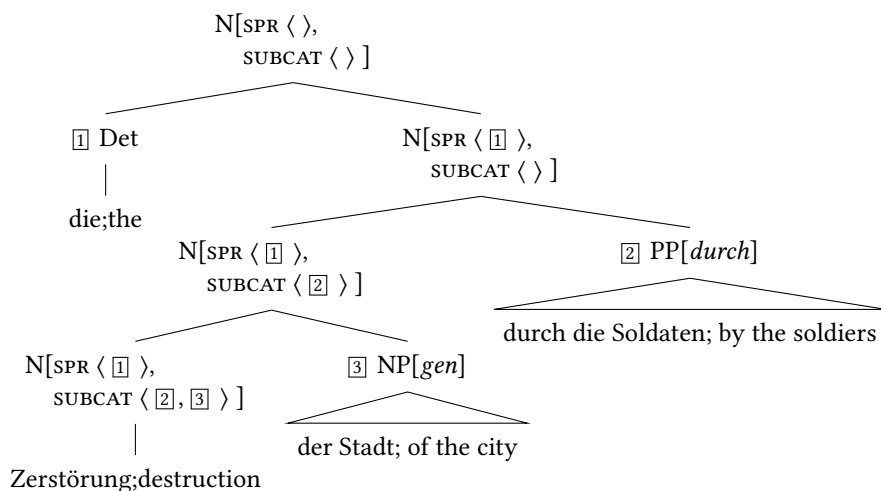 N[SPR ⟨ ⟩,
SUBCAT ⟨ ⟩ ]
1 Det
N[SPR ⟨ 1 ⟩,
SUBCAT ⟨ ⟩ ]
die;the
N[SPR ⟨ 1 ⟩,
SUBCAT ⟨ 2 ⟩ ]
2 PP[durch]
durch die Soldaten; by the soldiers
N[SPR ⟨ 1 ⟩,
SUBCAT ⟨ 2, 3 ⟩ ]
3 NP[gen]
der Stadt; of the city
Zerstörung;destruction